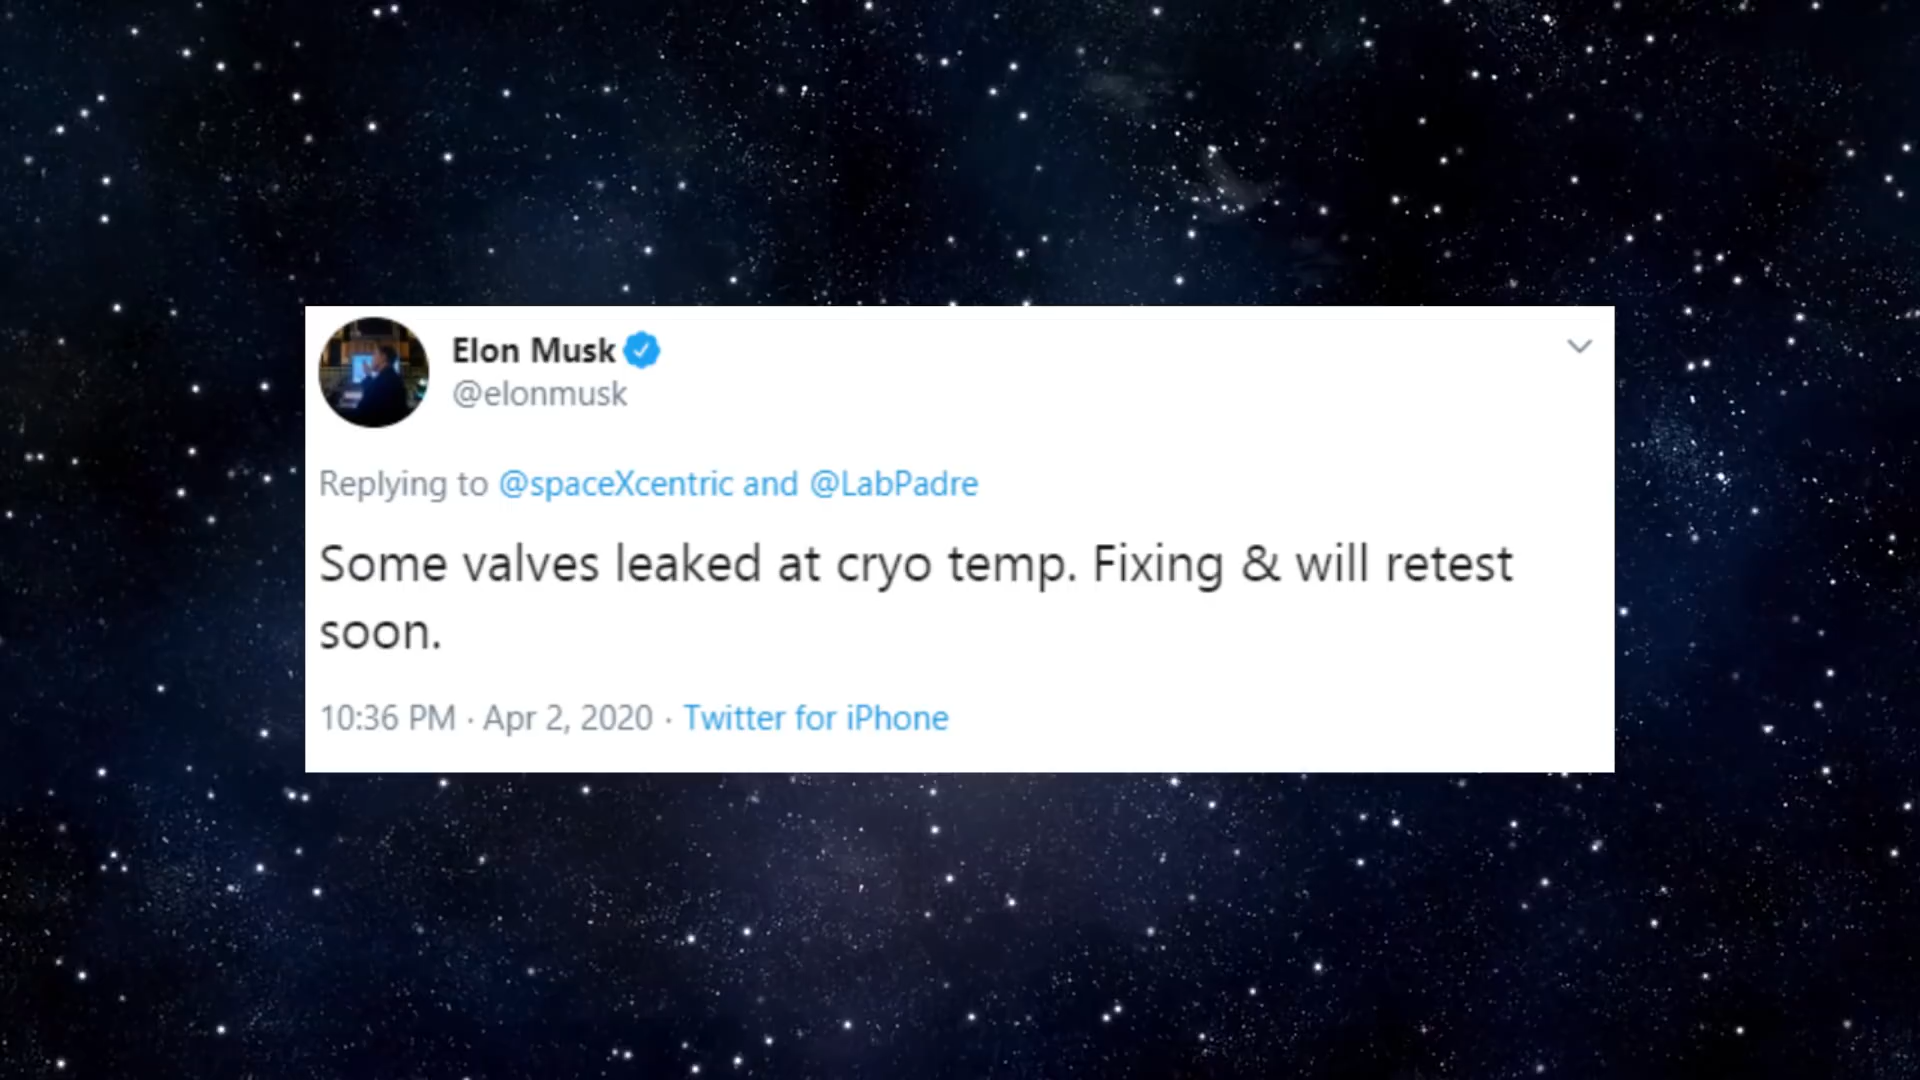 Elon Musk
@elonmusk
Replying to @spaceXcentric and @LabPadre
Some valves leaked at cryo temp. Fixing & will retest
soon.
10:36 PM · Apr 2, 2020 · Twitter for iPhone